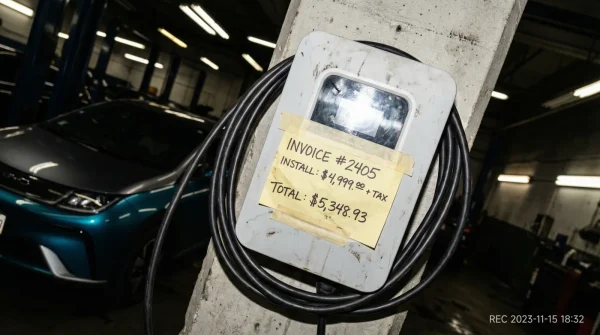 INVOICE #2405
INSTALL: $4,999.00 + TAX
TOTAL: $5,348.93
REC 2023-11-15 18:32